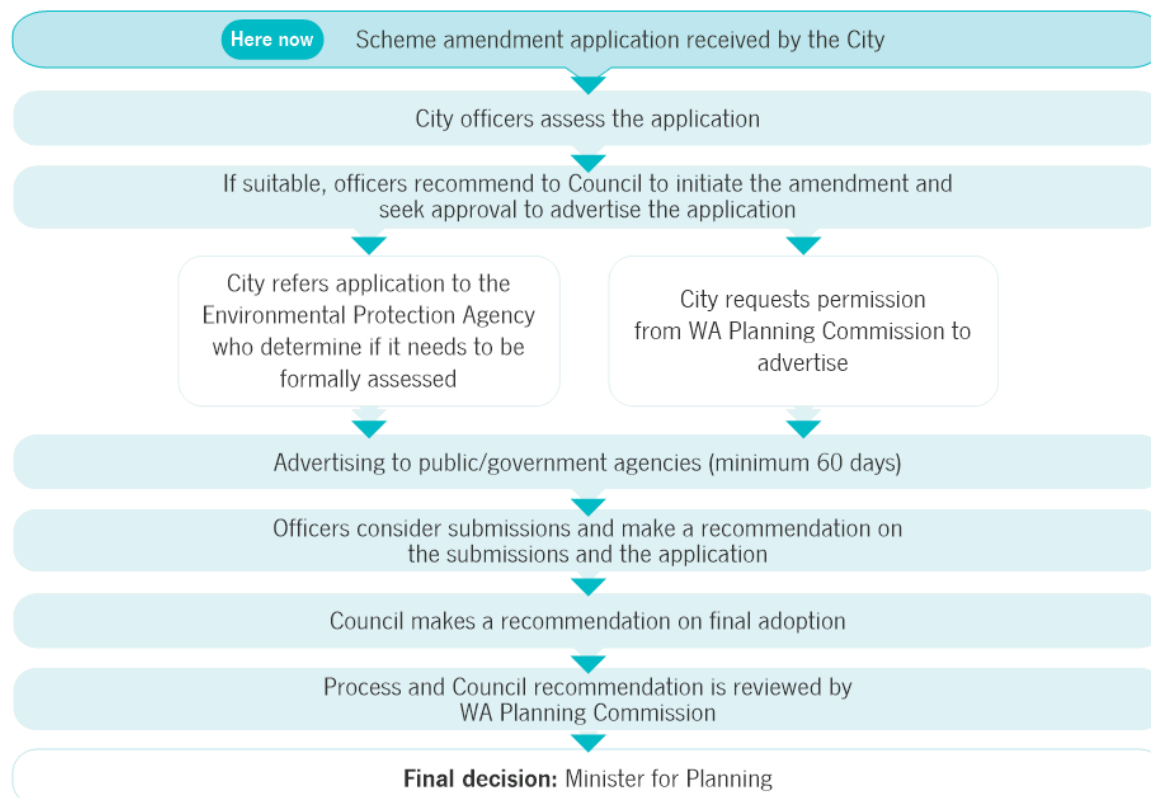 Here now Scheme amendment application received by the City
City officers assess the application
If suitable, officers recommend to Council to initiate the amendment and
seek approval to advertise the application
City refers application to the
Environmental Protection Agency
who determine if it needs to be
formally assessed
City requests permission
from WA Planning Commission to
advertise
Advertising to public/government agencies (minimum 60 days)
Officers consider submissions and make a recommendation on
the submissions and the application
Council makes a recommendation on final adoption
Process and Council recommendation is reviewed by
WA Planning Commission
Final decision: Minister for Planning